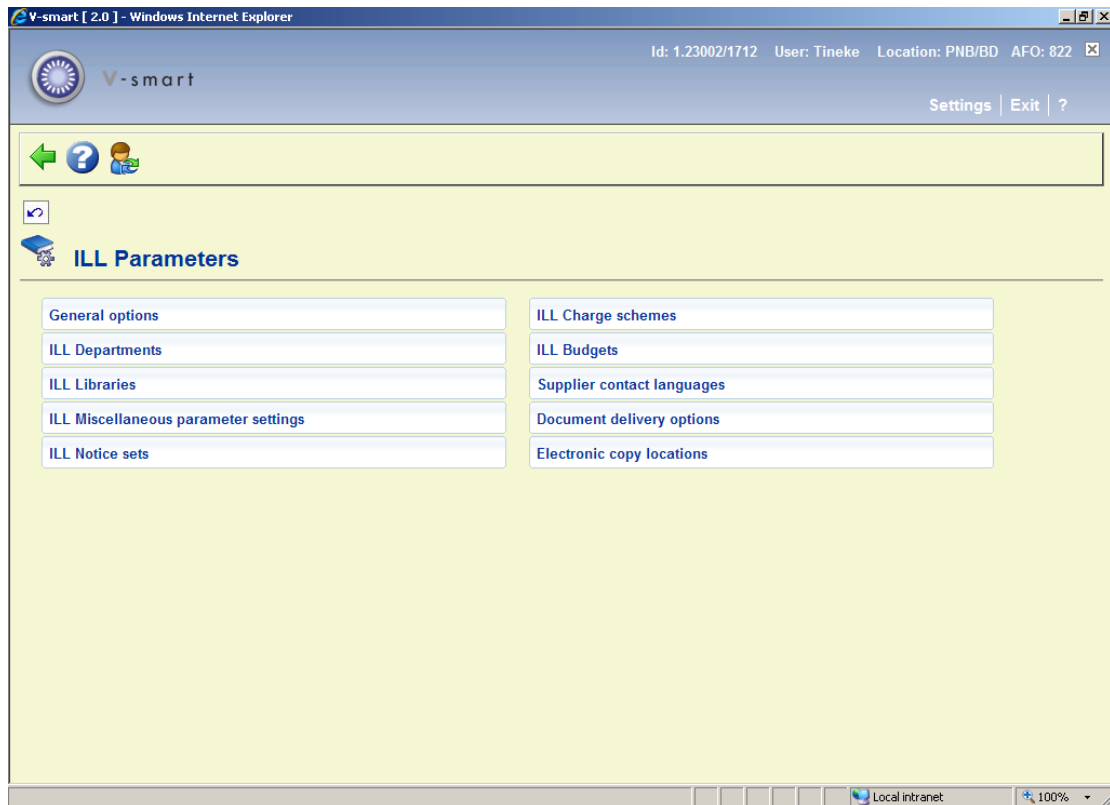 V-smart [ 2.0 ] - Windows Internet Explorer
Id: 1.23002/1712 User: Tineke Location: PNB/BD AFO: 822
V-smart
Settings | Exit | ?
ILL Parameters
General options
ILL Departments
ILL Libraries
ILL Miscellaneous parameter settings
ILL Notice sets
ILL Charge schemes
ILL Budgets
Supplier contact languages
Document delivery options
Electronic copy locations
Local intranet
100%